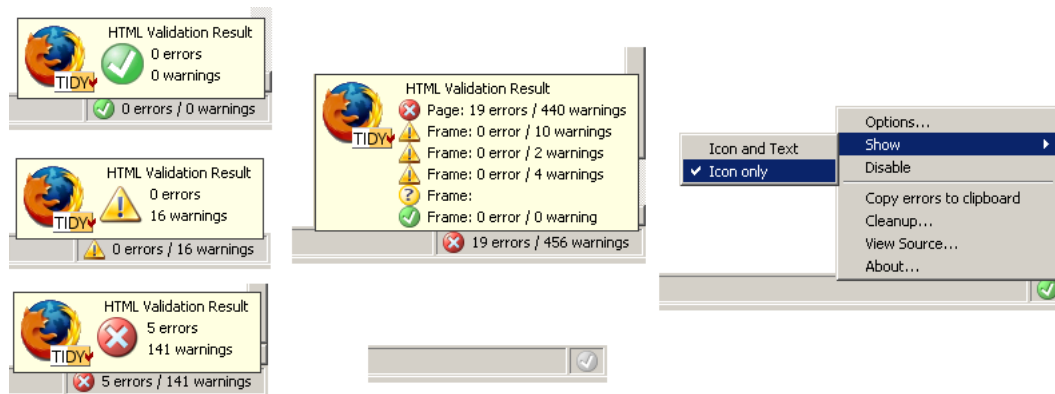 HTML Validation Result
0 errors
0 warnings
TIDY
0 errors / 0 warnings
HTML Validation Result
0 errors
16 warnings
TIDY
0 errors / 16 warnings
HTML Validation Result
5 errors
141 warnings
TIDY
5 errors / 141 warnings
HTML Validation Result
Page: 19 errors / 440 warnings
Frame: 0 error / 10 warnings
TIDY
Frame: 0 error / 2 warnings
Frame: 0 error / 4 warnings
Frame:
Frame: 0 error / 0 warning
19 errors / 456 warnings
Icon and Text
Icon only
Options...
Show
Disable
Copy errors to clipboard
Cleanup...
View Source...
About...